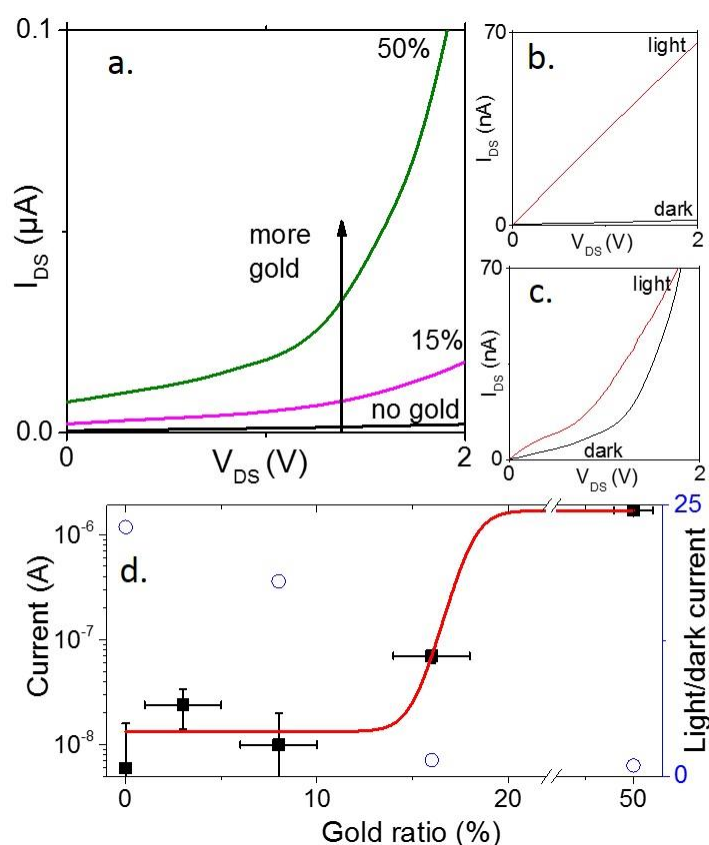 0.1
a.
50%
more
gold
15%
no gold
I_DS (μA)
0.0
0
V_DS (V)
2
70
b.
light
I_DS (nA)
dark
0
0
V_DS (V)
2
70
c.
light
I_DS (nA)
dark
0
0
V_DS (V)
2
d.
10^-6
10^-7
10^-8
Current (A)
25
0
Light/dark current
0
10
20
50
Gold ratio (%)